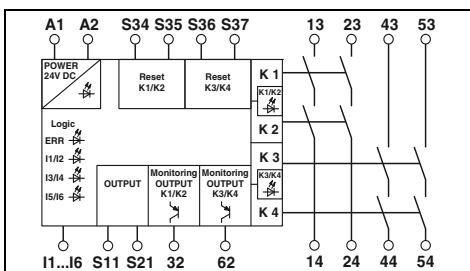 A1 A2 S34 S35 S36 S37 13 23 43 53
POWER
24V DC
Reset
K1/K2
Reset
K3/K4
K 1
K1/K2
K 2
Logic
ERR
I1/I2
I3/I4
I5/I6
OUTPUT
Monitoring
OUTPUT
K1/K2
Monitoring
OUTPUT
K3/K4
K 3
K3/K4
K 4
I1...I6 S11 S21 32 62 14 24 44 54